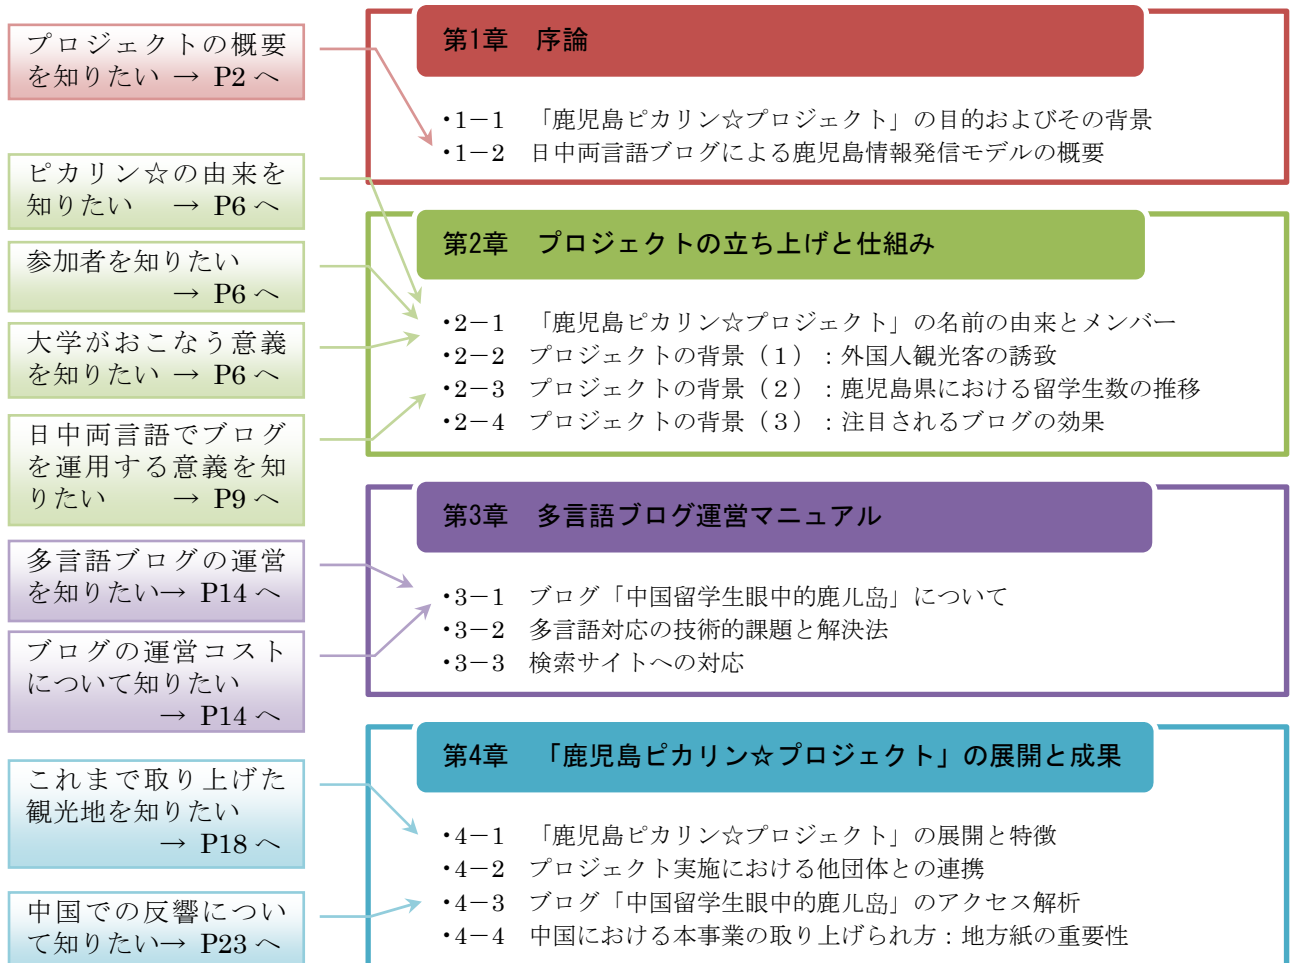 プロジェクトの概要
を知りたい → P2 へ
ピカリン☆の由来を
知りたい → P6 へ
参加者を知りたい
→ P6 へ
大学がおこなう意義
を知りたい → P6 へ
日中両言語でブログ
を運用する意義を知
りたい → P9 へ
多言語ブログの運営
を知りたい→ P14 へ
ブログの運営コスト
について知りたい
→ P14 へ
これまで取り上げた
観光地を知りたい
→ P18 へ
中国での反響につい
て知りたい→ P23 へ
第1章 序論
・1－1 「鹿児島ピカリン☆プロジェクト」の目的およびその背景
・1－2 日中両言語ブログによる鹿児島情報発信モデルの概要
第2章 プロジェクトの立ち上げと仕組み
・2－1 「鹿児島ピカリン☆プロジェクト」の名前の由来とメンバー
・2－2 プロジェクトの背景（１）：外国人観光客の誘致
・2－3 プロジェクトの背景（２）：鹿児島県における留学生数の推移
・2－4 プロジェクトの背景（３）：注目されるブログの効果
第3章 多言語ブログ運営マニュアル
・3－1 ブログ「中国留学生眼中的鹿儿岛」について
・3－2 多言語対応の技術的課題と解決法
・3－3 検索サイトへの対応
第4章 「鹿児島ピカリン☆プロジェクト」の展開と成果
・4－1 「鹿児島ピカリン☆プロジェクト」の展開と特徴
・4－2 プロジェクト実施における他団体との連携
・4－3 ブログ「中国留学生眼中的鹿儿岛」のアクセス解析
・4－4 中国における本事業の取り上げられ方：地方紙の重要性